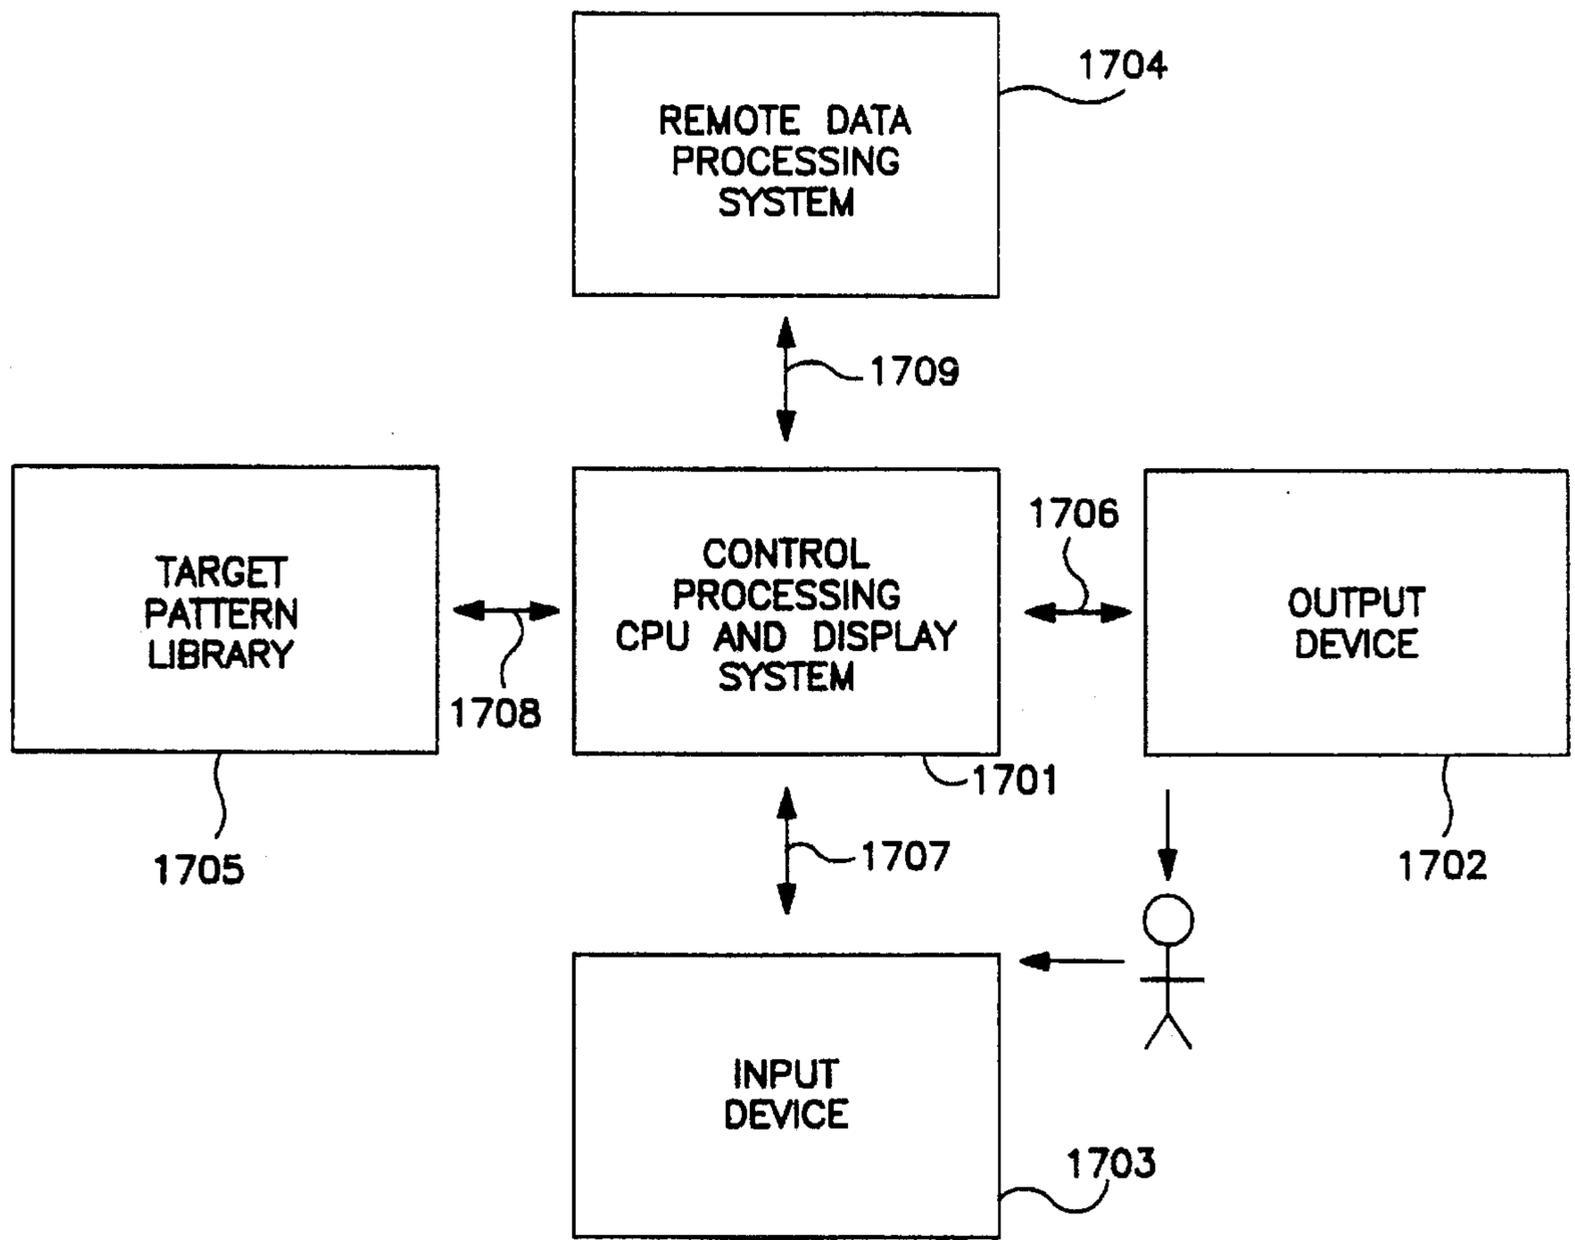 1704
REMOTE DATA
PROCESSING
SYSTEM
1709
TARGET
PATTERN
LIBRARY
1708
CONTROL
PROCESSING
CPU AND DISPLAY
SYSTEM
1706
OUTPUT
DEVICE
1701
1705
1707
1702
INPUT
DEVICE
1703